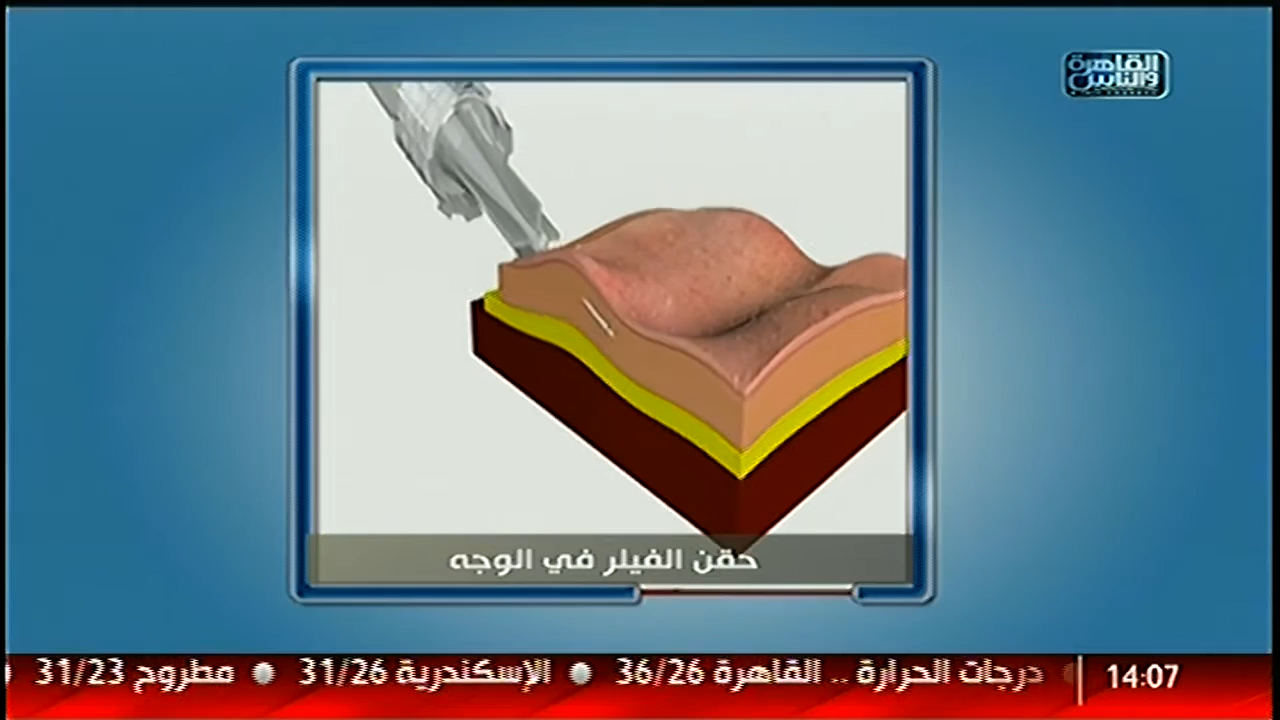 القاهرة
والناس
حقن الفيلر في الوجه
14:07 درجات الحرارة .. القاهرة 36/26 الإسكندرية 31/26 مطروح 31/23